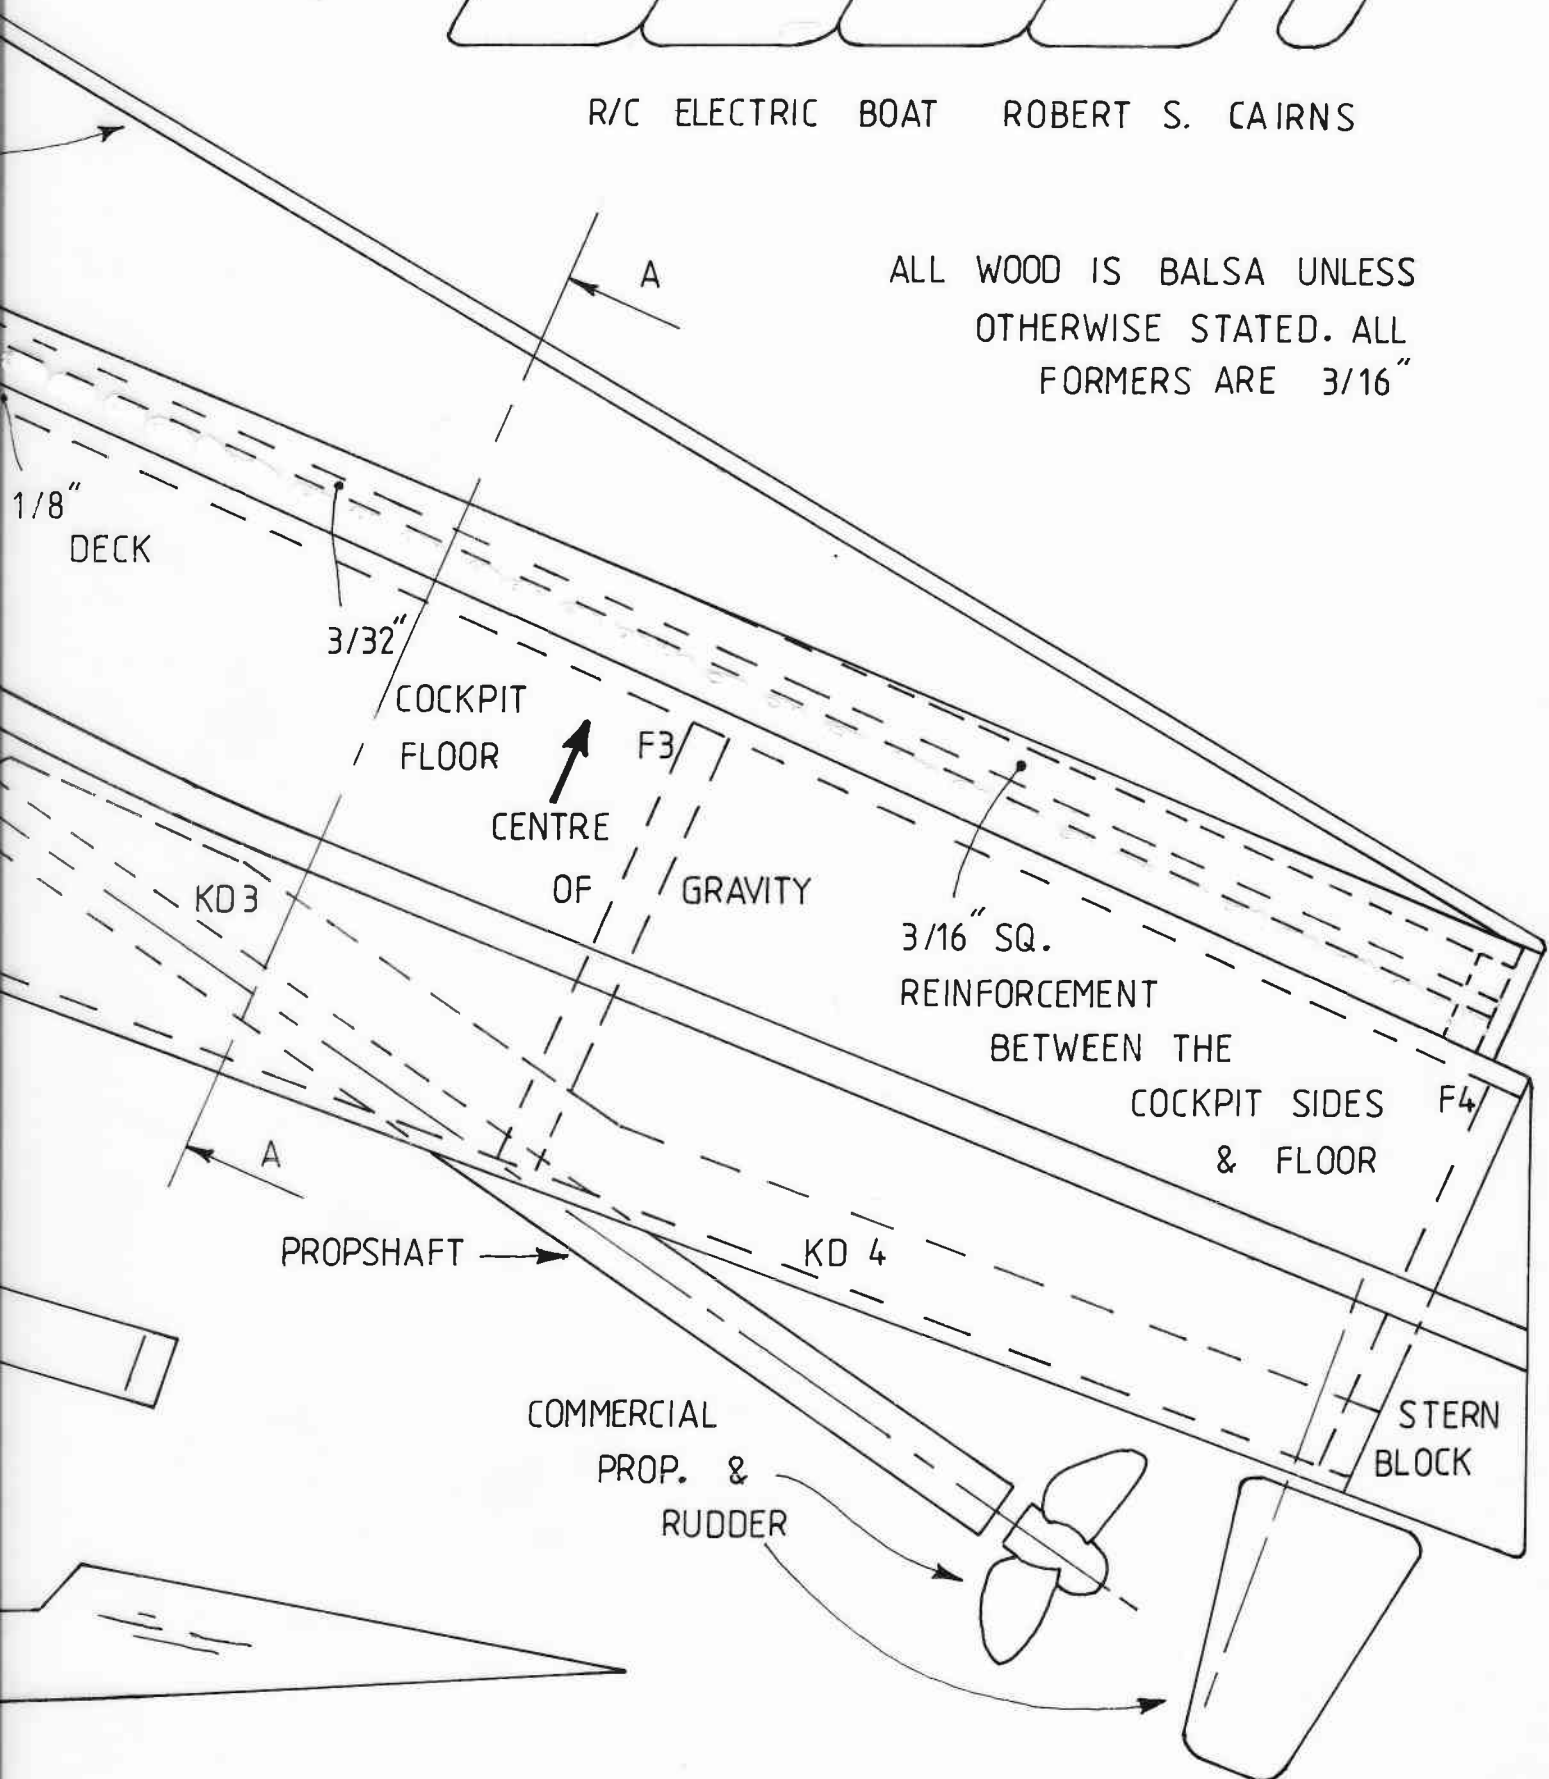 R/C ELECTRIC BOAT ROBERT S. CAIRNS
A
ALL WOOD IS BALSA UNLESS
OTHERWISE STATED. ALL
FORMERS ARE 3/16"
1/8"
DECK
3/32"
COCKPIT
FLOOR
F3
CENTRE
OF GRAVITY
KD3
3/16" SQ.
REINFORCEMENT
BETWEEN THE
COCKPIT SIDES
& FLOOR
F4
A
PROPSHAFT
KD 4
COMMERCIAL
PROP. &
RUDDER
STERN
BLOCK